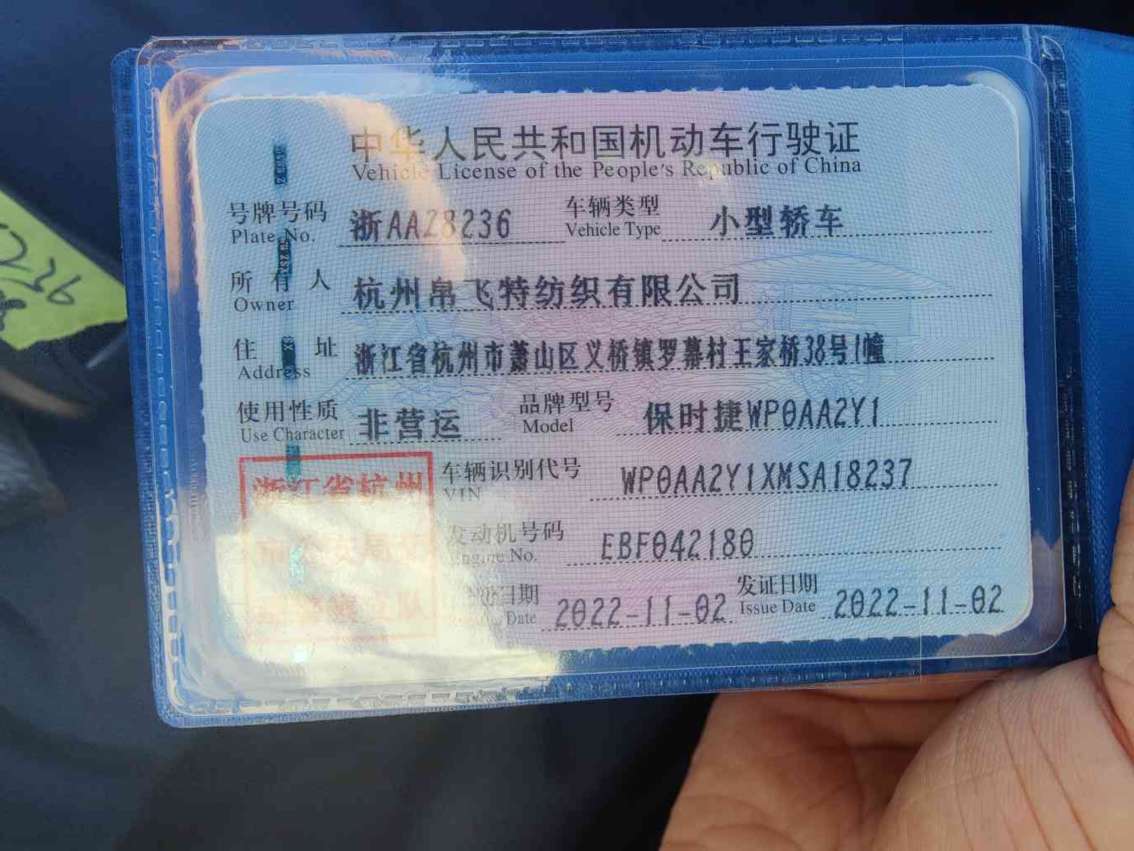 中华人民共和国机动车行驶证
Vehicle License of the People's Republic of China
号牌号码 浙AAZ8236 车辆类型 小型轿车
Plate No. Vehicle Type
所有人 杭州帛飞特纺织有限公司
Owner
住址 浙江省杭州市萧山区义桥镇罗幕村王家桥38号1幢
Address
使用性质 非营运 品牌型号 保时捷WP0AA2Y1
Use Character Model
浙江省杭州
车辆识别代号 WP0AA2Y1XMSA18237
VIN
发动机号码 EBF042180
Engine No.
日期 2022-11-02 发证日期 2022-11-02
Date Issue Date